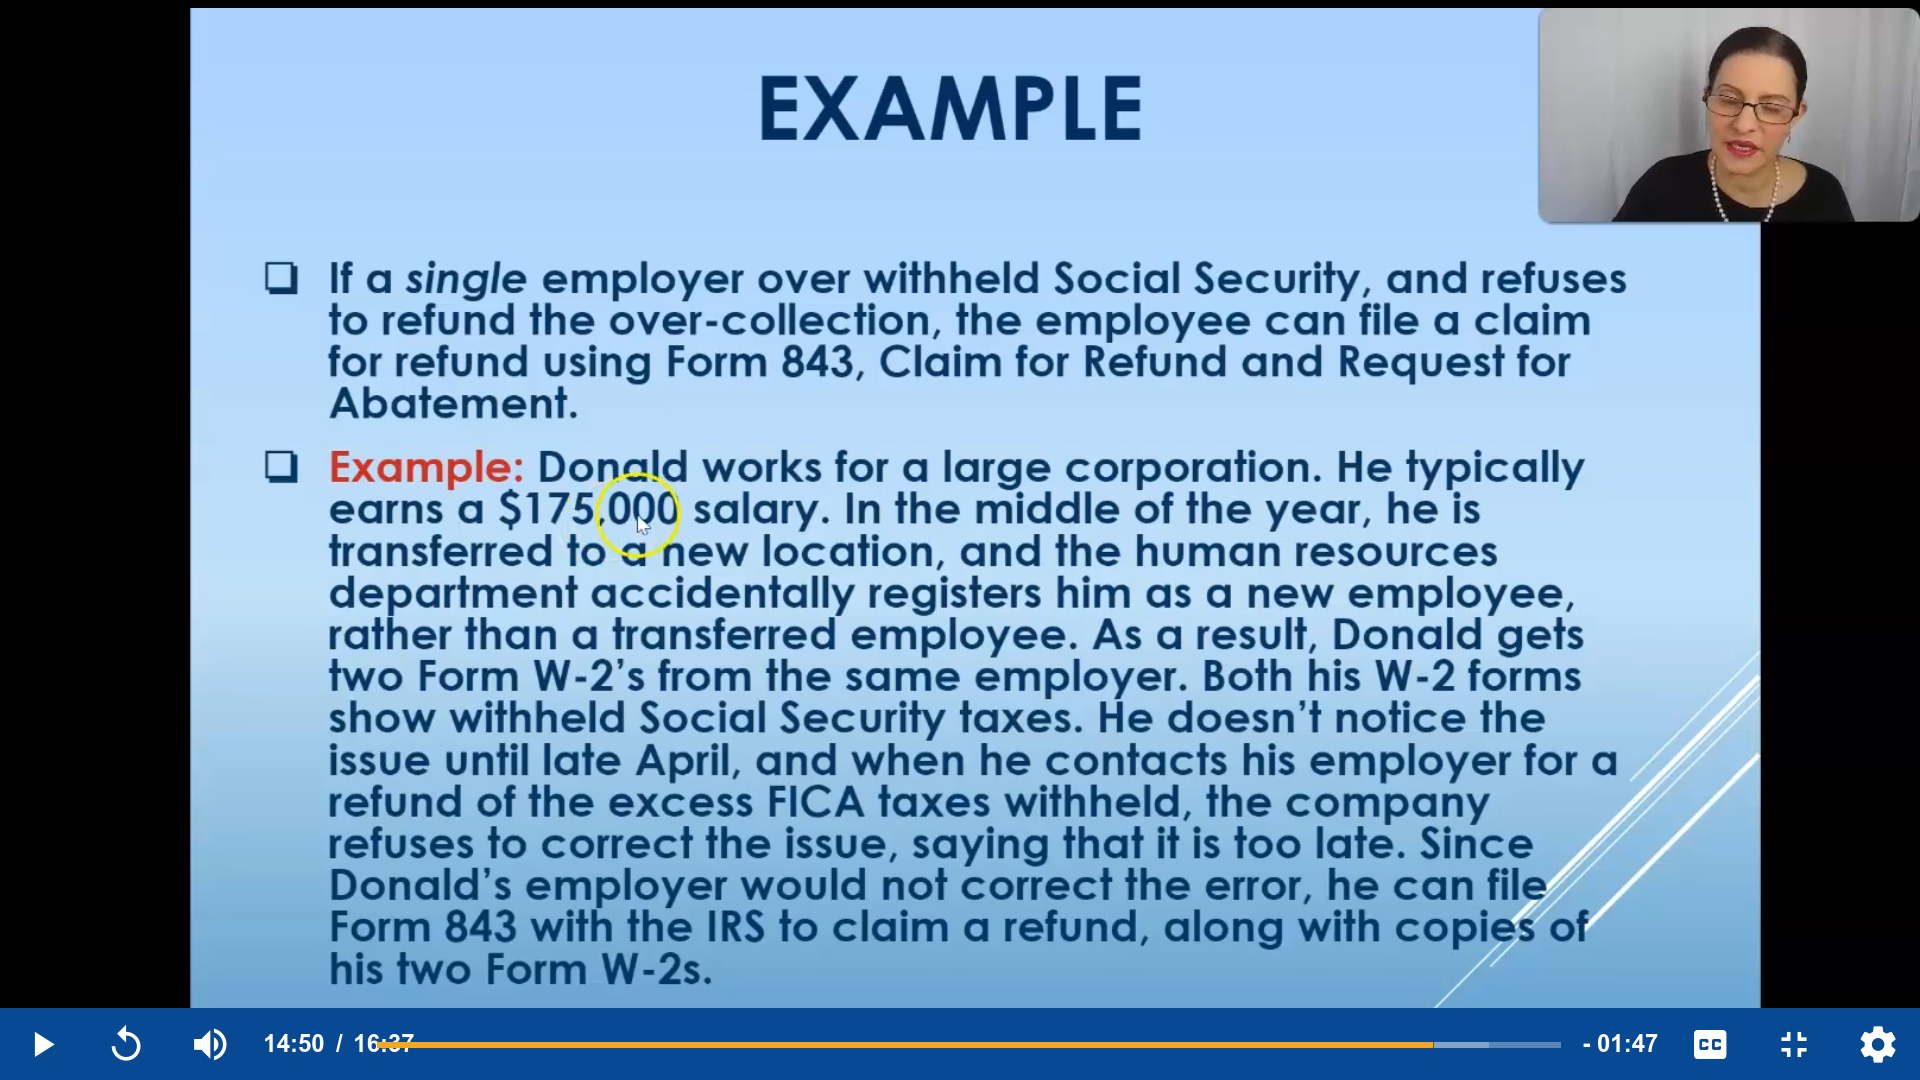 EXAMPLE
If a single employer over withheld Social Security, and refuses
to refund the over-collection, the employee can file a claim
for refund using Form 843, Claim for Refund and Request for
Abatement.
Example: Donald works for a large corporation. He typically
earns a $175,000 salary. In the middle of the year, he is
transferred to a new location, and the human resources
department accidentally registers him as a new employee,
rather than a transferred employee. As a result, Donald gets
two Form W-2’s from the same employer. Both his W-2 forms
show withheld Social Security taxes. He doesn’t notice the
issue until late April, and when he contacts his employer for a
refund of the excess FICA taxes withheld, the company
refuses to correct the issue, saying that it is too late. Since
Donald’s employer would not correct the error, he can file
Form 843 with the IRS to claim a refund, along with copies of
his two Form W-2s.
14:50 / 16:37
- 01:47
CC